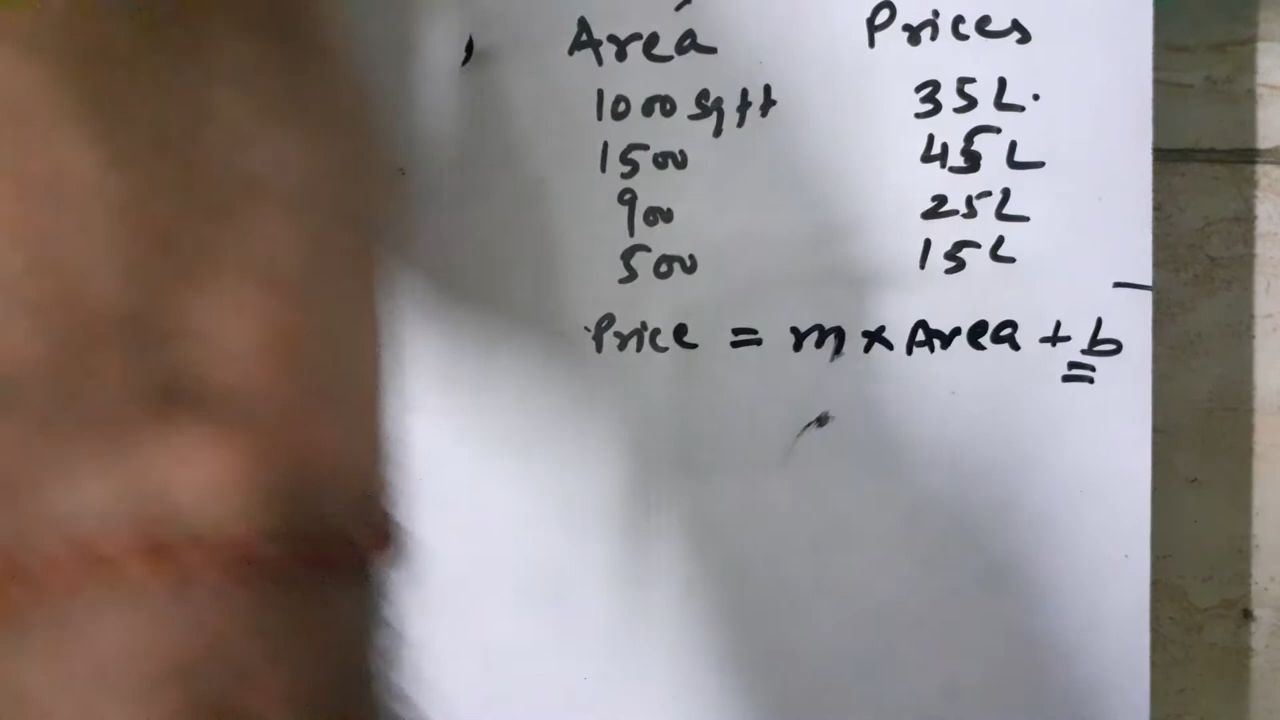 Area Prices
1000 sqft 35L.
1500 45L
900 25L
500 15L
Price = m x Area + b